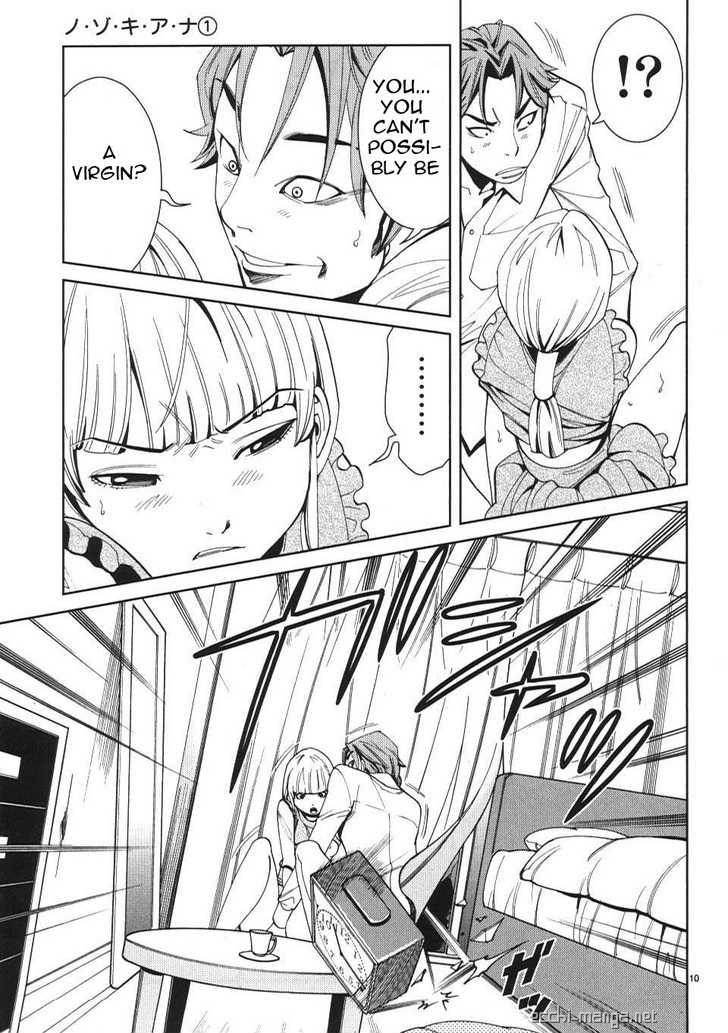 ノ・ゾ・キ・ア・ナ①
!?
YOU...
YOU
CAN'T
POSSI-
BLY BE
A
VIRGIN?
........
ガルシャッ
ガッ
10
ecchi-manga.net